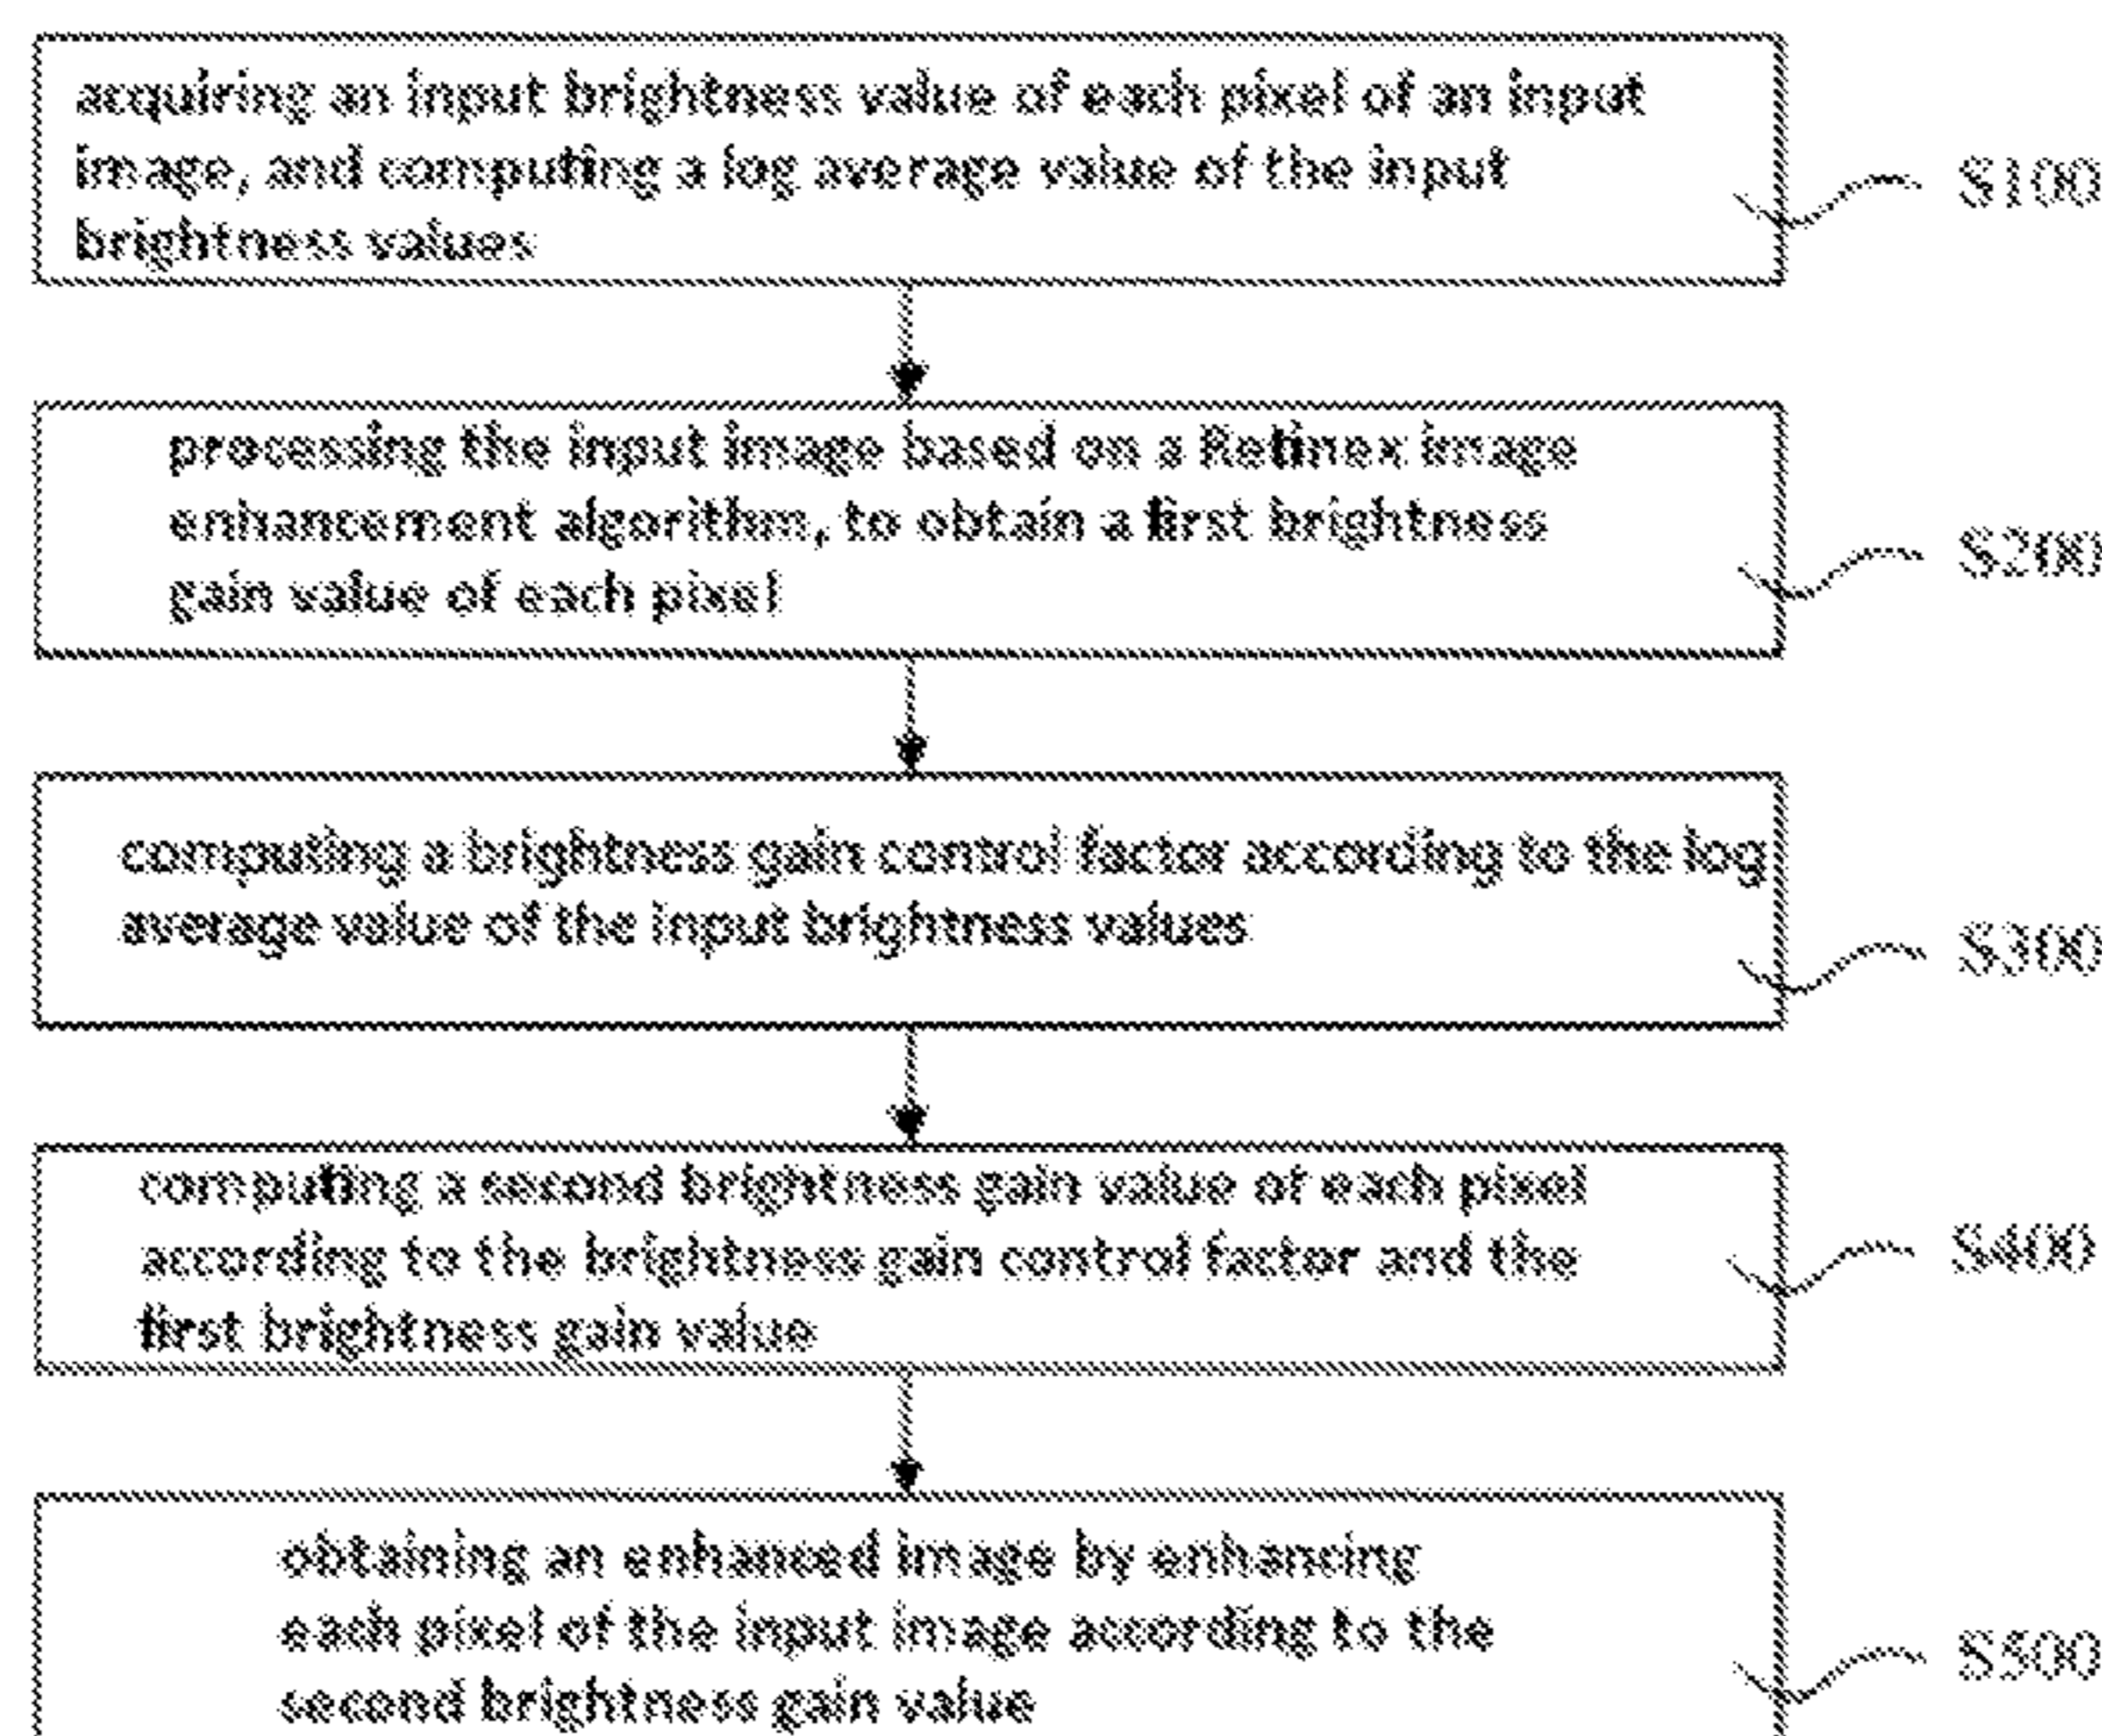 acquiring an input brightness value of each pixel of an input
image, and computing a log average value of the input
brightness values
S100
processing the input image based on a Retinex image
enhancement algorithm, to obtain a first brightness
gain value of each pixel
S200
computing a brightness gain control factor according to the log
average value of the input brightness values
S300
computing a second brightness gain value of each pixel
according to the brightness gain control factor and the
first brightness gain value
S400
obtaining an enhanced image by enhancing
each pixel of the input image according to the
second brightness gain value
S500